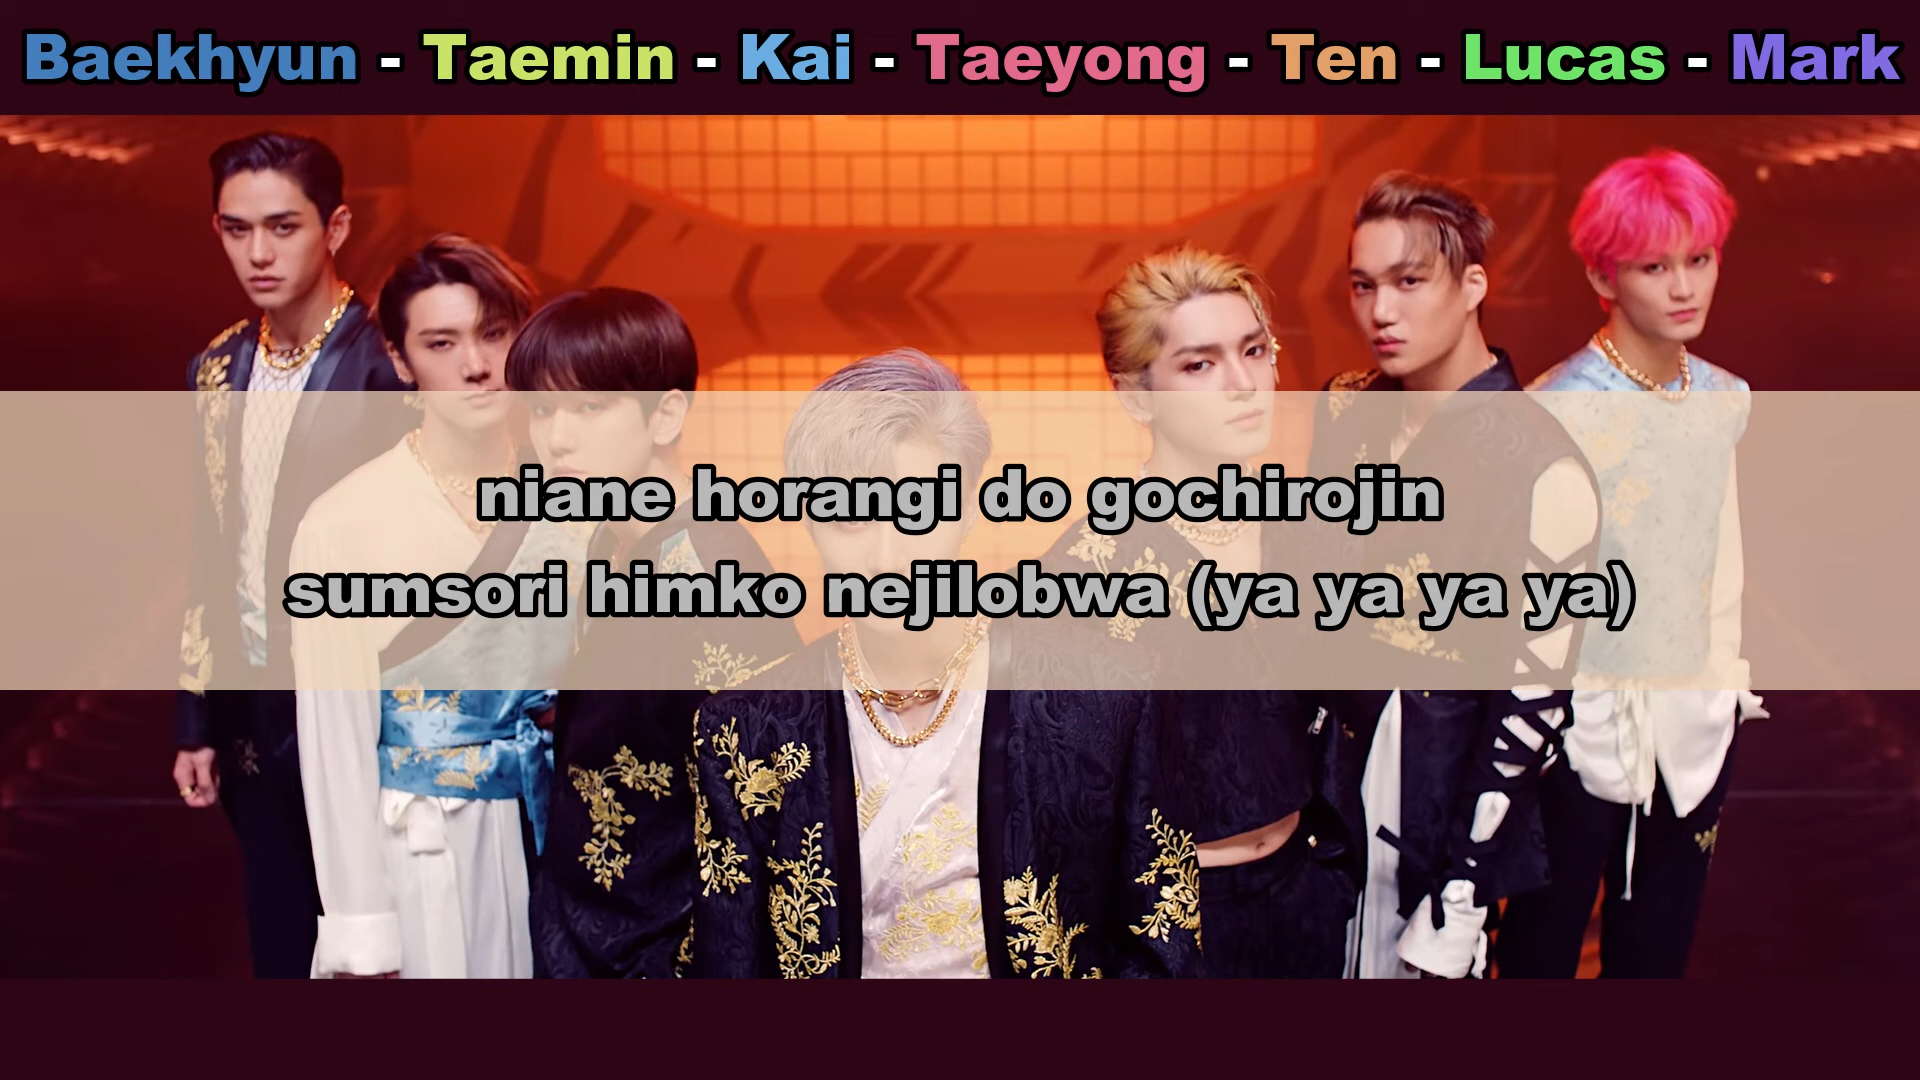 Baekhyun - Taemin - Kai - Taeyong - Ten - Lucas - Mark
niane horangi do gochirojin
sumsori himko nejilobwa (ya ya ya ya)